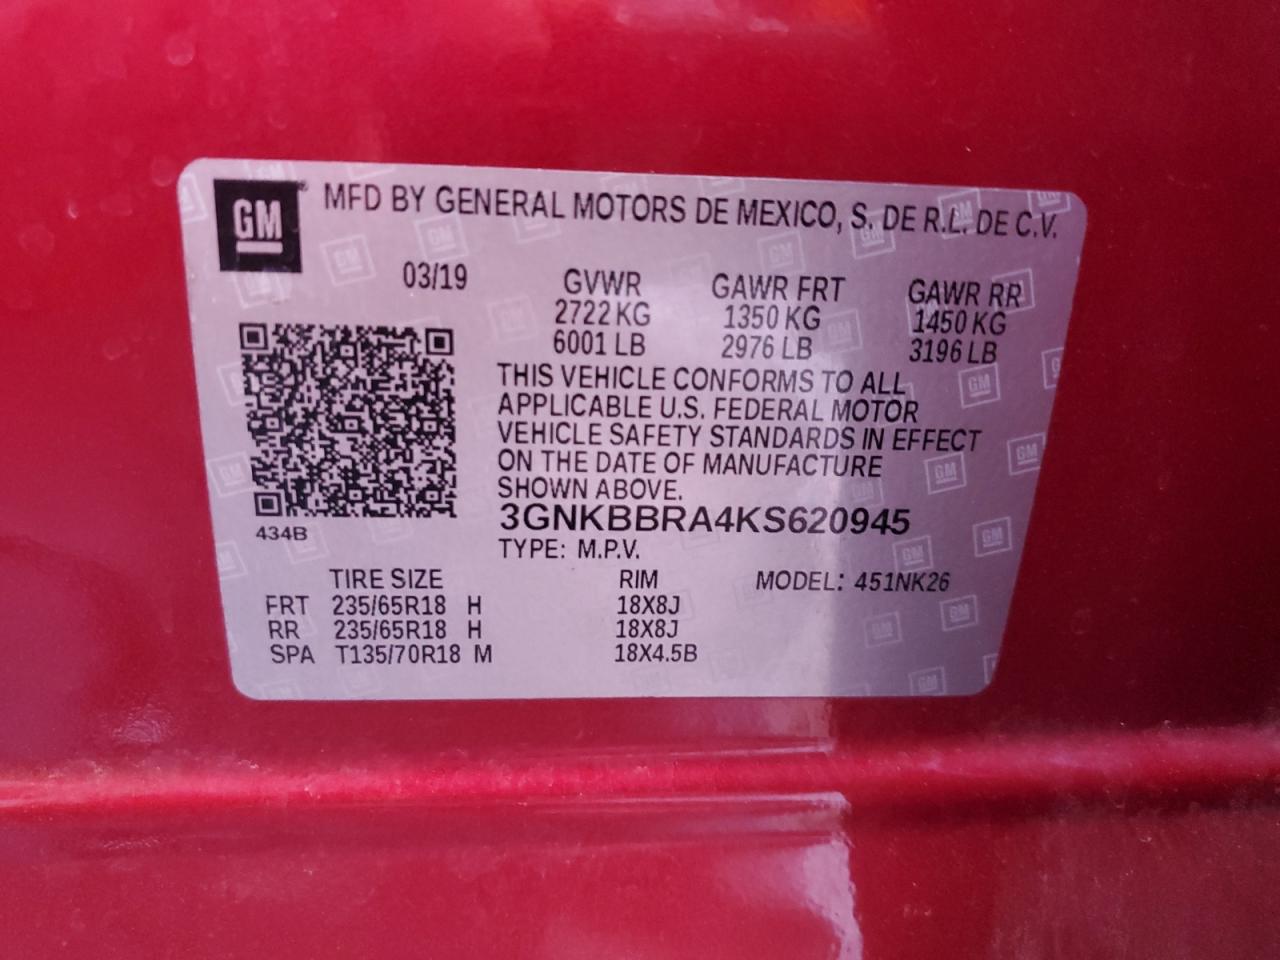 GM MFD BY GENERAL MOTORS DE MEXICO, S. DE R.L. DE C.V.
03/19 GVWR GAWR FRT GAWR RR
2722 KG 1350 KG 1450 KG
6001 LB 2976 LB 3196 LB
THIS VEHICLE CONFORMS TO ALL
APPLICABLE U.S. FEDERAL MOTOR
VEHICLE SAFETY STANDARDS IN EFFECT
ON THE DATE OF MANUFACTURE
SHOWN ABOVE.
3GNKBBRA4KS620945
434B
TYPE: M.P.V.
TIRE SIZE RIM MODEL: 451NK26
FRT 235/65R18 H 18X8J
RR 235/65R18 H 18X8J
SPA T135/70R18 M 18X4.5B